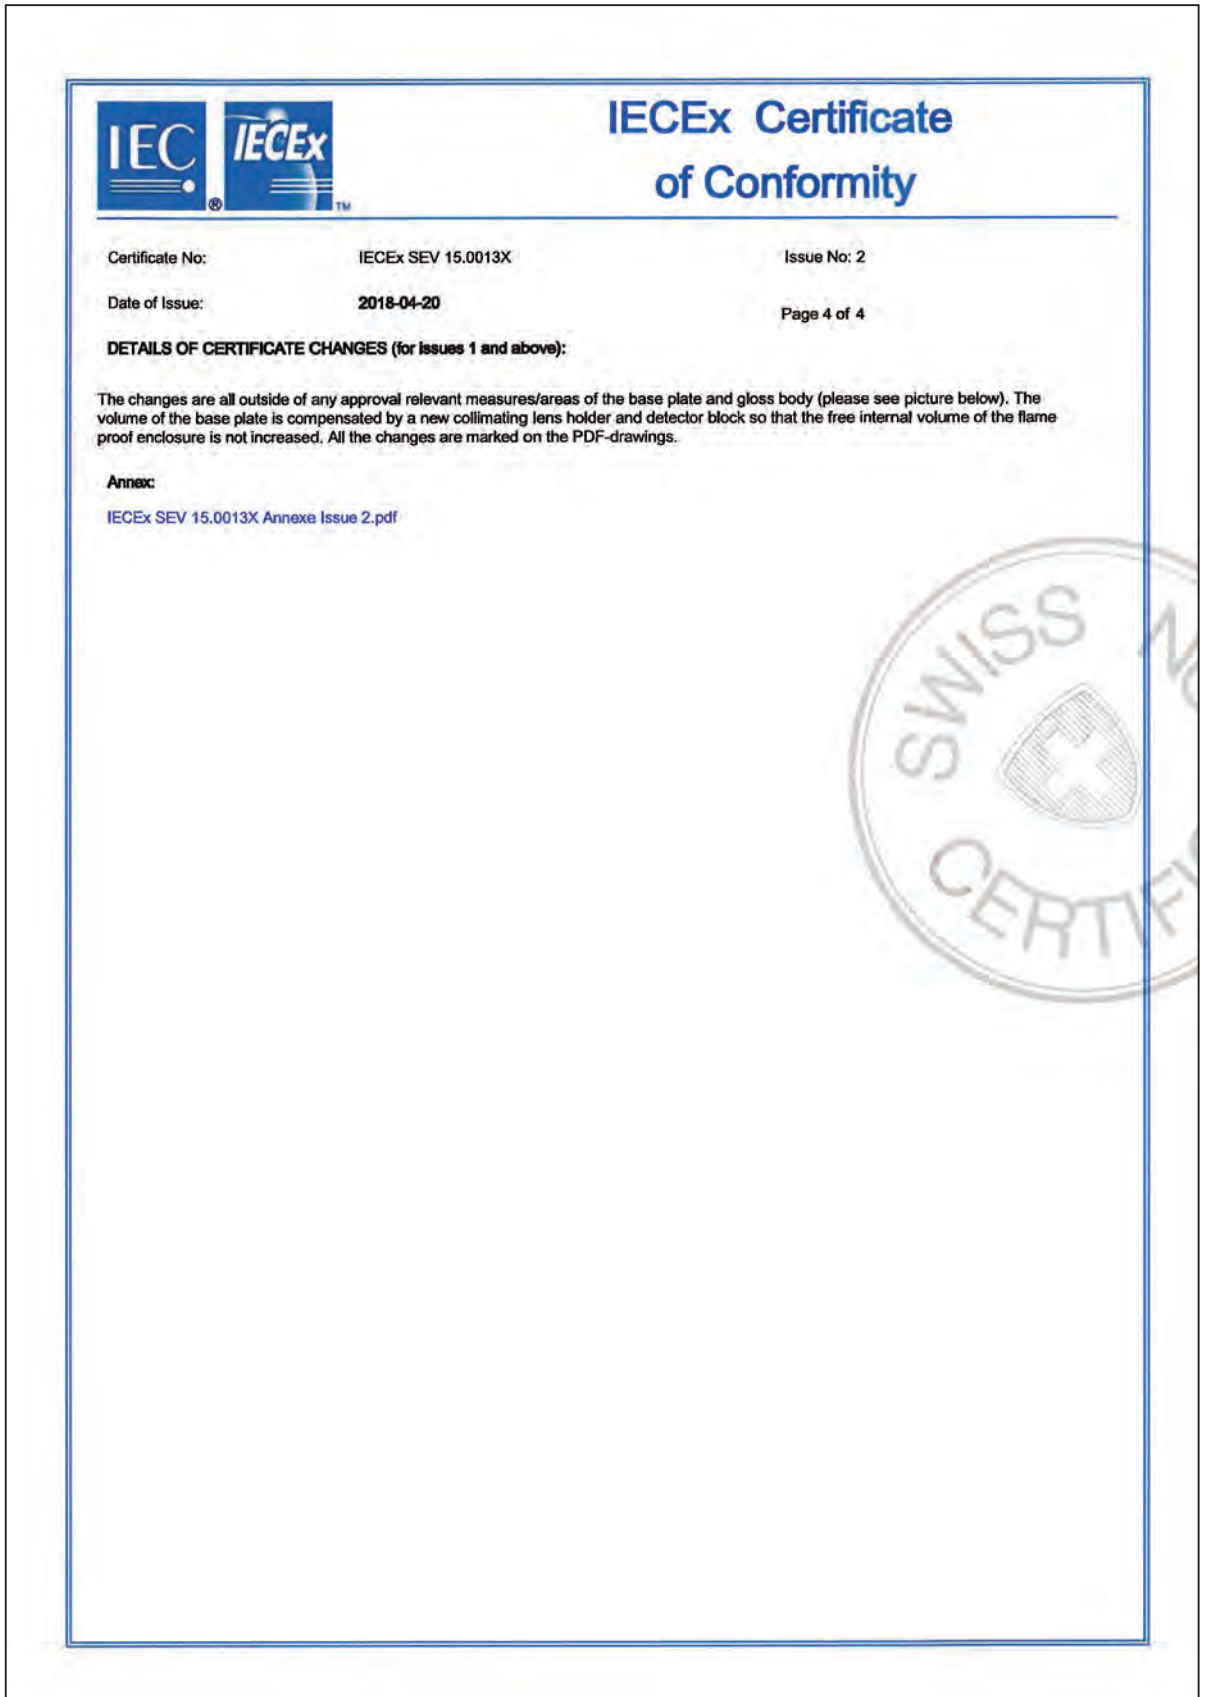 IEC
®
IECEx
TM
IECEx Certificate
of Conformity
Certificate No: IECEx SEV 15.0013X Issue No: 2
Date of Issue: 2018-04-20
Page 4 of 4
DETAILS OF CERTIFICATE CHANGES (for issues 1 and above):
The changes are all outside of any approval relevant measures/areas of the base plate and gloss body (please see picture below). The
volume of the base plate is compensated by a new collimating lens holder and detector block so that the free internal volume of the flame
proof enclosure is not increased. All the changes are marked on the PDF-drawings.
Annex:
IECEx SEV 15.0013X Annexe Issue 2.pdf
SWISS
CERTIFI